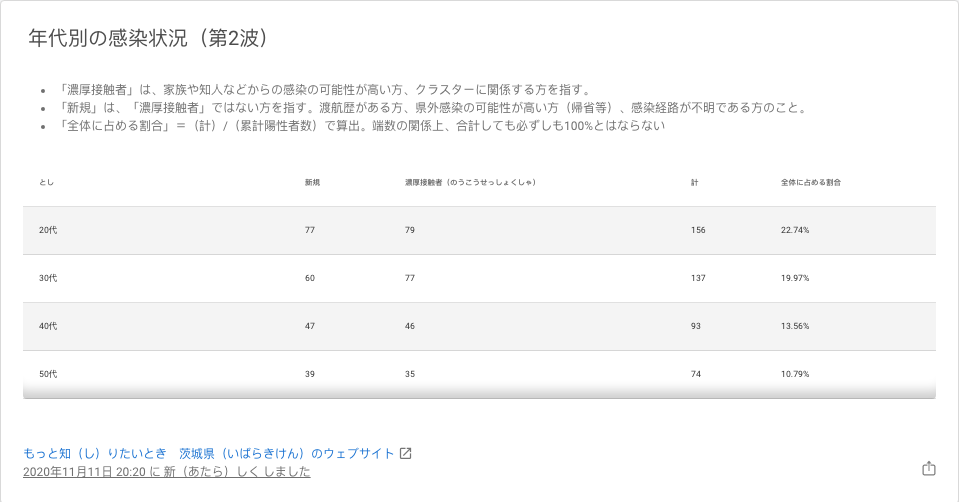 年代別の感染状況（第2波）
「濃厚接触者」は、家族や知人などからの感染の可能性が高い方、クラスターに関係する方を指す。
「新規」は、「濃厚接触者」ではない方を指す。渡航歴がある方、県外感染の可能性が高い方（帰省等）、感染経路が不明である方のこと。
「全体に占める割合」＝（計）/（累計陽性者数）で算出。端数の関係上、合計しても必ずしも100%とはならない
とし 新規 濃厚接触者（のうこうせっしょくしゃ） 計 全体に占める割合
20代 77 79 156 22.74%
30代 60 77 137 19.97%
40代 47 46 93 13.56%
50代 39 35 74 10.79%
もっと知（し）りたいとき　茨城県（いばらきけん）のウェブサイト
2020年11月11日 20:20 に 新（あたら）しく しました